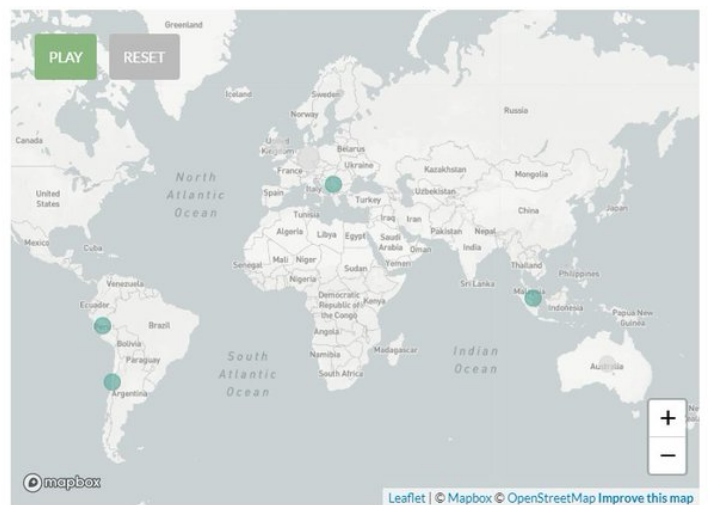 Greenland
PLAY
RESET
Iceland
Sweden
Norway
Russia
Canada
United
Kingdom
Belarus
Ukraine
France
Kazakhstan
Mongolia
North
Atlantic
Ocean
United
States
Spain
Italy
Turkey
Uzbekistan
China
Japan
Tunisia
Iraq
Iran
Algeria
Libya
Egypt
Saudi
Arabia
Pakistan
Nepal
Oman
India
Mexico
Cuba
Senegal
Mali
Niger
Sudan
Yemen
Thailand
Philippines
Nigeria
Sri Lanka
Venezuela
Ecuador
Democratic
Republic of
the Congo
Kenya
Malaysia
Indonesia
Papua New
Guinea
Peru
Brazil
Angola
Bolivia
South
Atlantic
Ocean
Namibia
Madagascar
Indian
Ocean
Paraguay
South Africa
Australia
Argentina
+
−
mapbox
Leaflet | © Mapbox © OpenStreetMap Improve this map